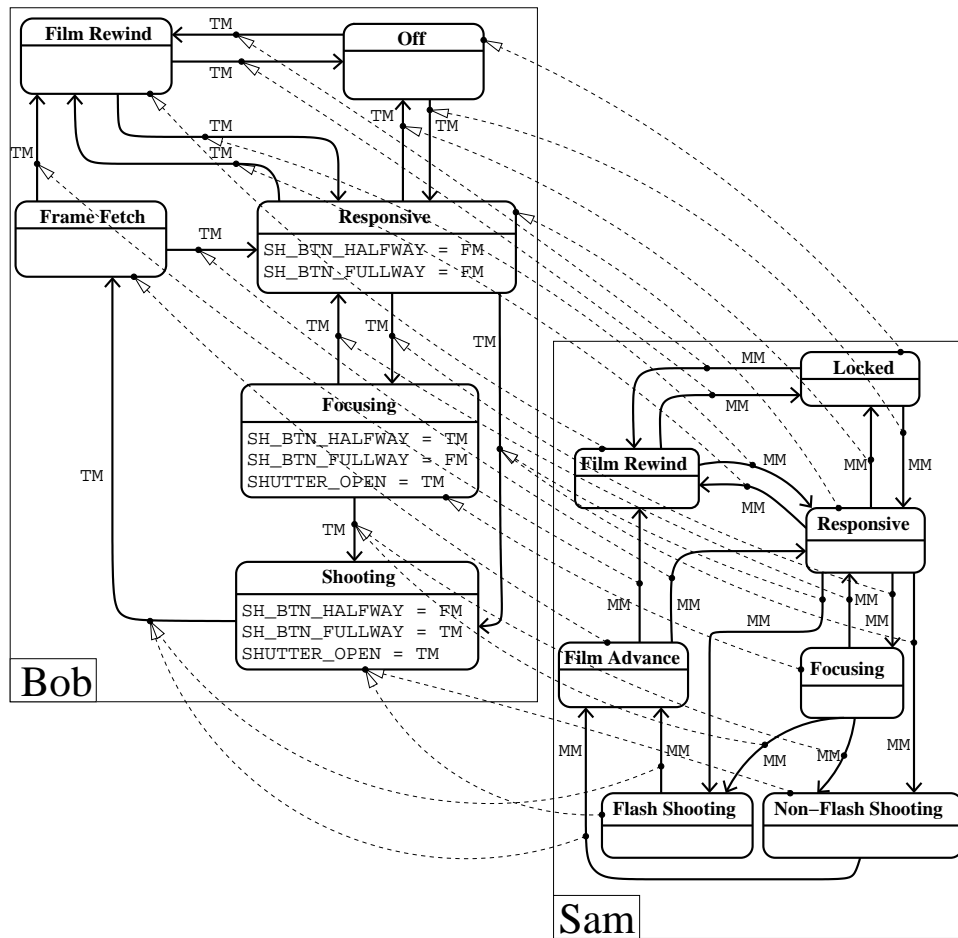 TM
Film Rewind
Off
TM
TM
TM
TM
TM
TM
Frame Fetch
Responsive
TM
SH_BTN_HALFWAY = FM
SH_BTN_FULLWAY = FM
TM
TM
TM
Focusing
SH_BTN_HALFWAY = TM
SH_BTN_FULLWAY = FM
SHUTTER_OPEN = TM
TM
TM
Shooting
SH_BTN_HALFWAY = FM
SH_BTN_FULLWAY = TM
SHUTTER_OPEN = TM
Bob
MM
Locked
MM
Film Rewind
MM
MM
MM
MM
Responsive
MM
MM
MM
MM
MM
Film Advance
Focusing
MM
MM
MM
MM
Flash Shooting
Non-Flash Shooting
Sam